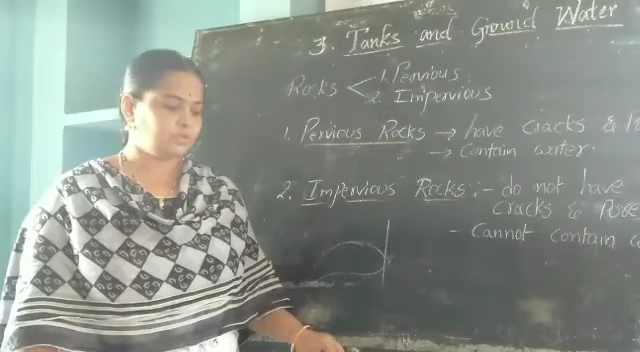 3. Tanks and Ground Water
Rocks
1. Pervious
2. Impervious
1. Pervious Rocks → have cracks &
→ Contain water.
2. Impervious Rocks :- do not have
cracks &
- Cannot contain